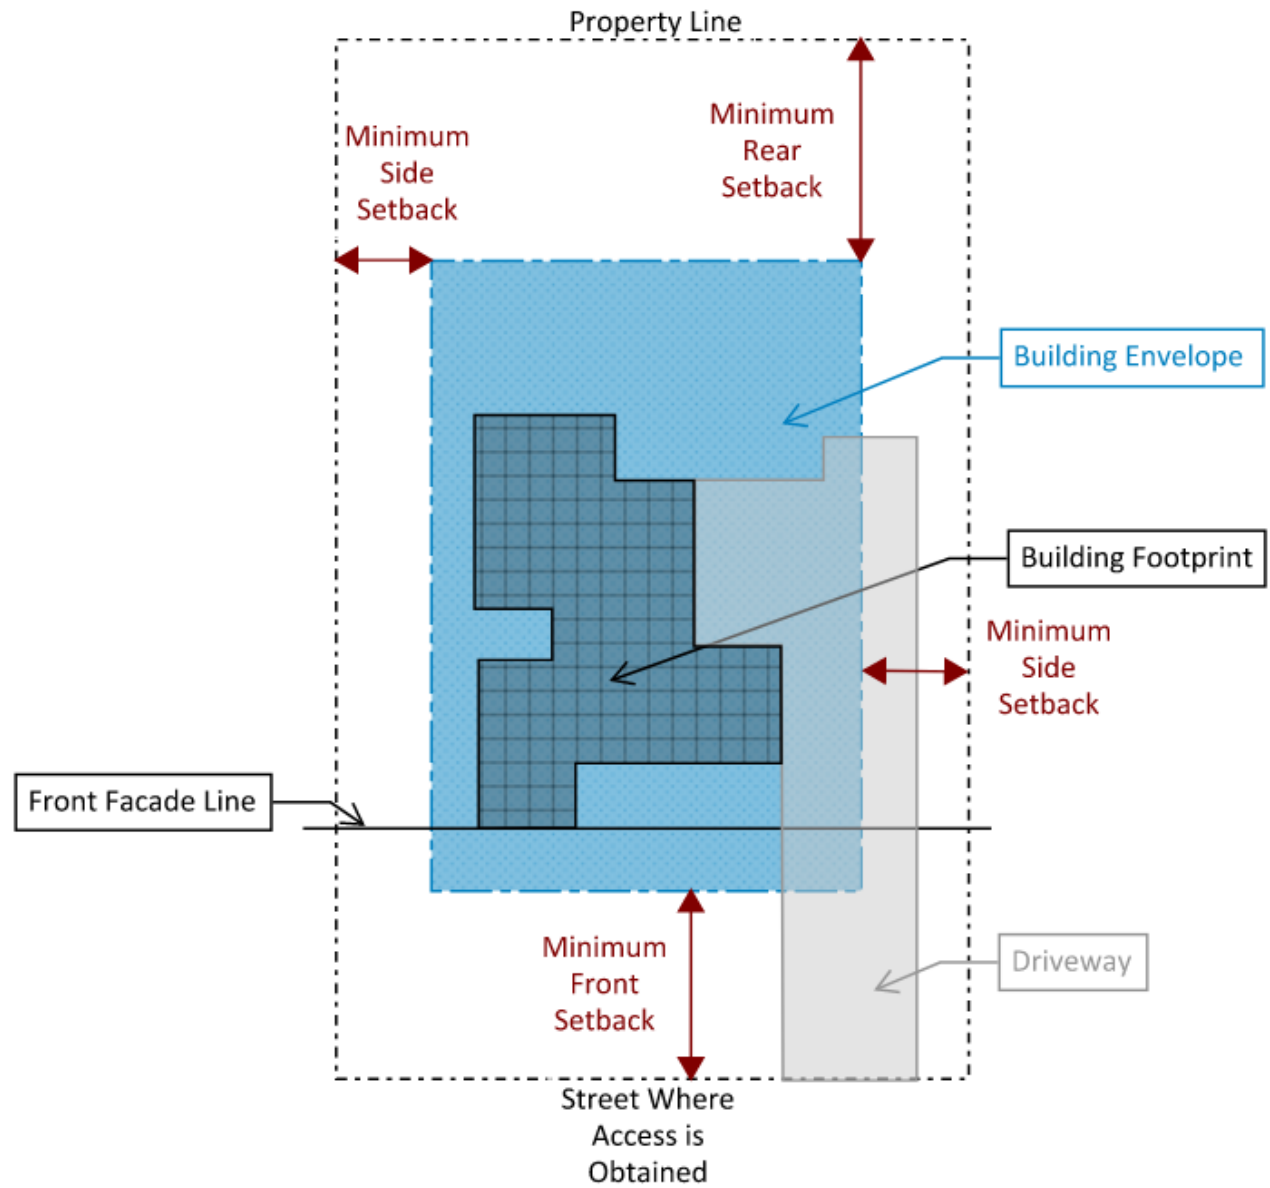 Property Line
Minimum
Rear
Setback
Minimum
Side
Setback
Building Envelope
Building Footprint
Minimum
Side
Setback
Front Facade Line
Minimum
Front
Setback
Driveway
Street Where
Access is
Obtained